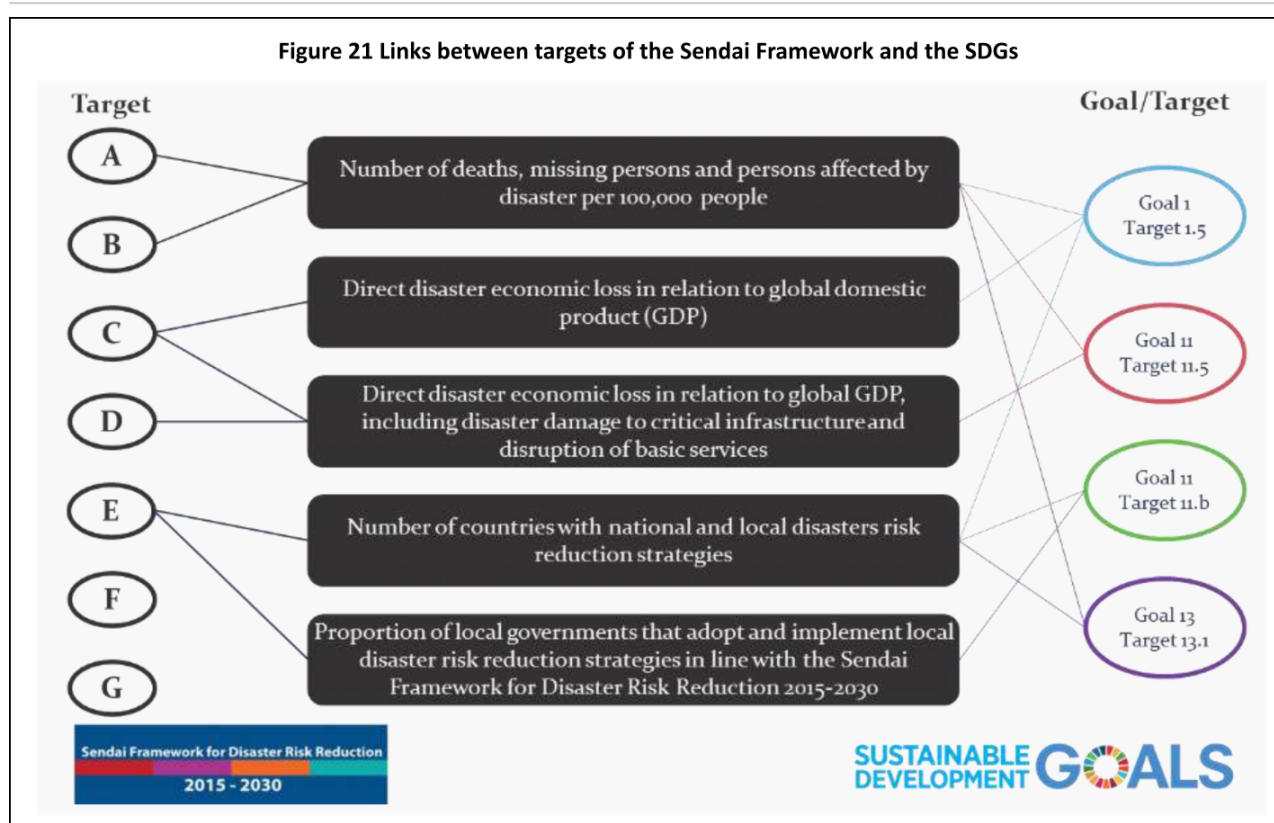 Figure 21 Links between targets of the Sendai Framework and the SDGs
Target
Goal/Target
A
B
C
D
E
F
G
Number of deaths, missing persons and persons affected by
disaster per 100,000 people
Direct disaster economic loss in relation to global domestic
product (GDP)
Direct disaster economic loss in relation to global GDP,
including disaster damage to critical infrastructure and
disruption of basic services
Number of countries with national and local disasters risk
reduction strategies
Proportion of local governments that adopt and implement local
disaster risk reduction strategies in line with the Sendai
Framework for Disaster Risk Reduction 2015-2030
Goal 1
Target 1.5
Goal 11
Target 11.5
Goal 11
Target 11.b
Goal 13
Target 13.1
Sendai Framework for Disaster Risk Reduction
2015 - 2030
SUSTAINABLE
DEVELOPMENT
GOALS